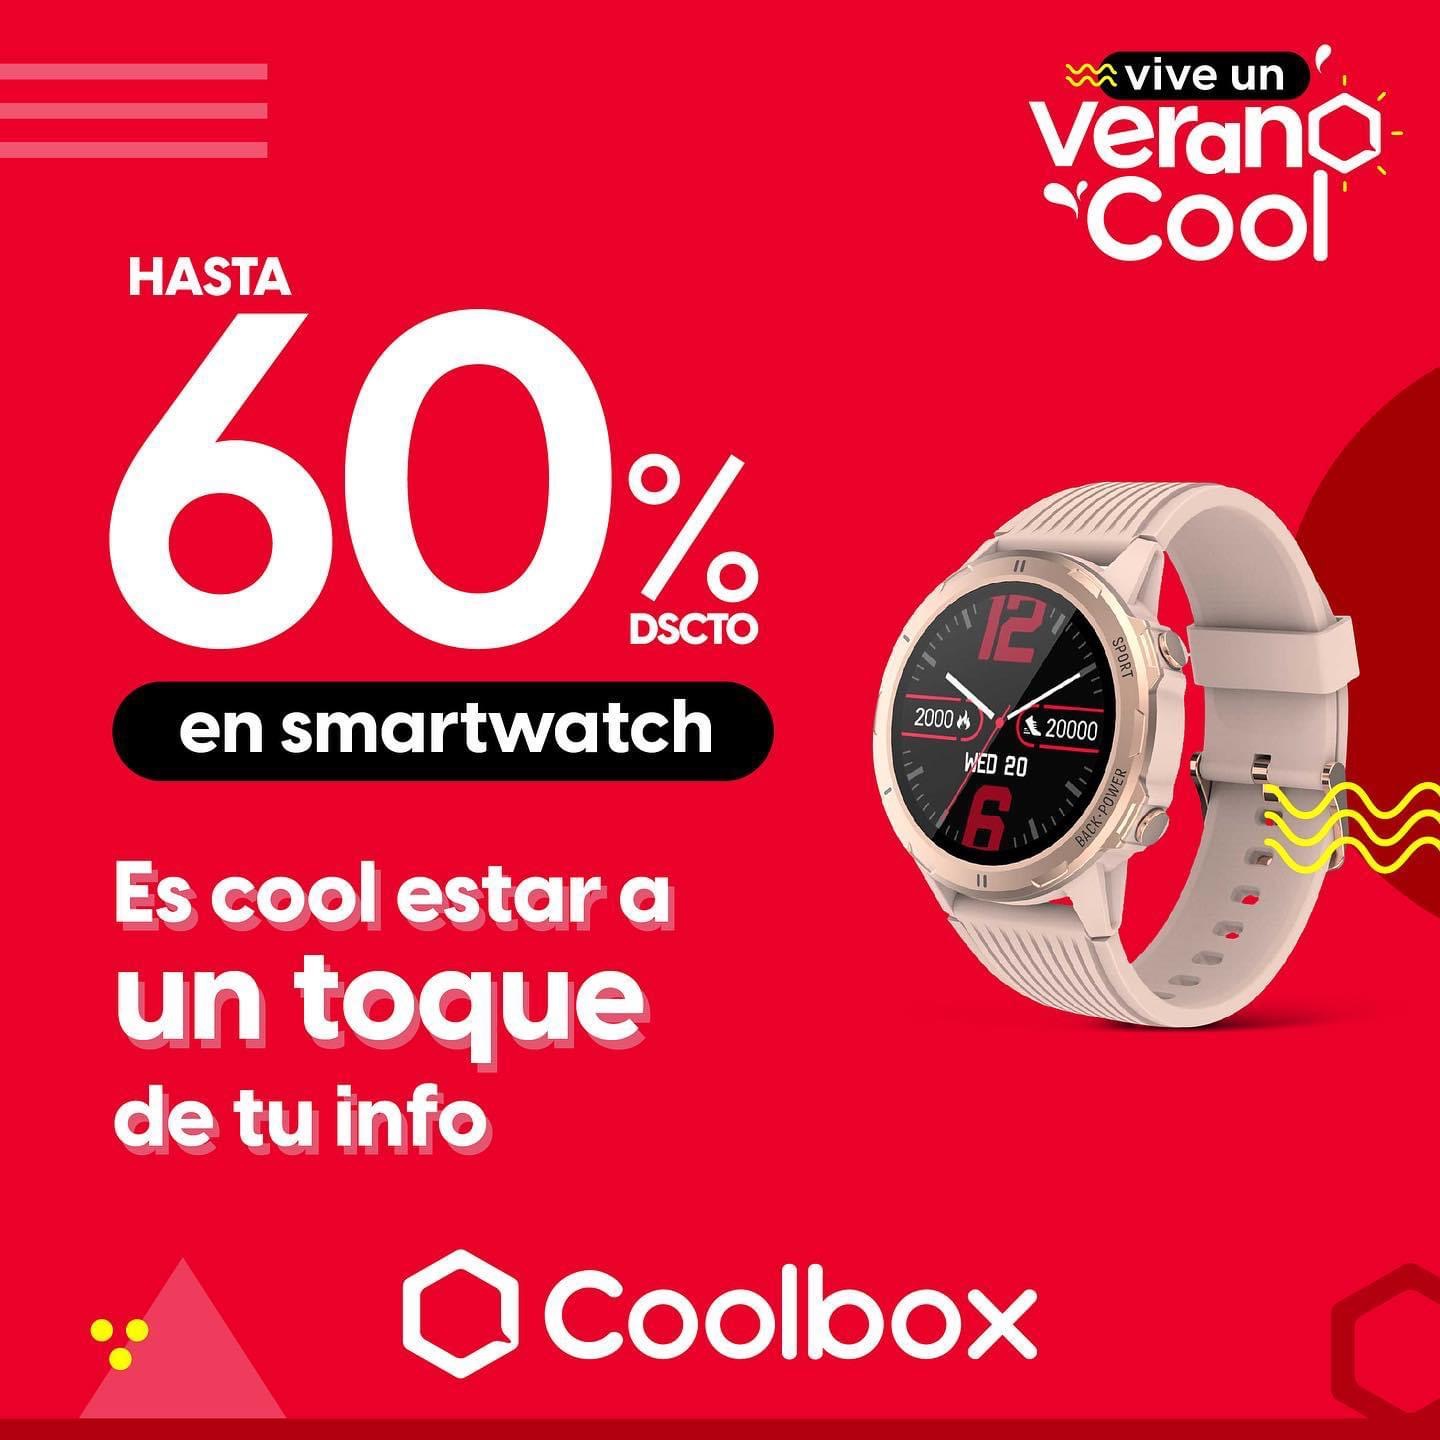 vive un
verano
Cool
HASTA
60%
DSCTO
en smartwatch
Es cool estar a
un toque
de tu info
12
SPORT
2000
20000
WED 20
6
BACK·POWER
Coolbox